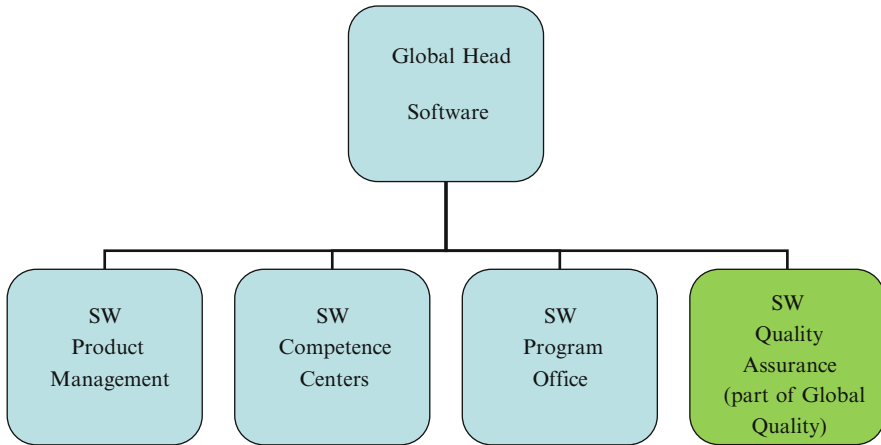 Global Head
Software
SW
Product
Management
SW
Competence
Centers
SW
Program
Office
SW
Quality
Assurance
(part of Global
Quality)